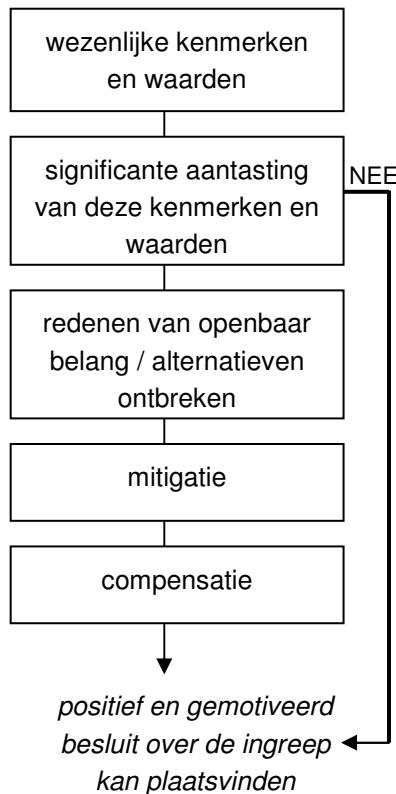 wezenlijke kenmerken
en waarden
significante aantasting
van deze kenmerken en
waarden
NEE
redenen van openbaar
belang / alternatieven
ontbreken
mitigatie
compensatie
positief en gemotiveerd
besluit over de ingreep
kan plaatsvinden